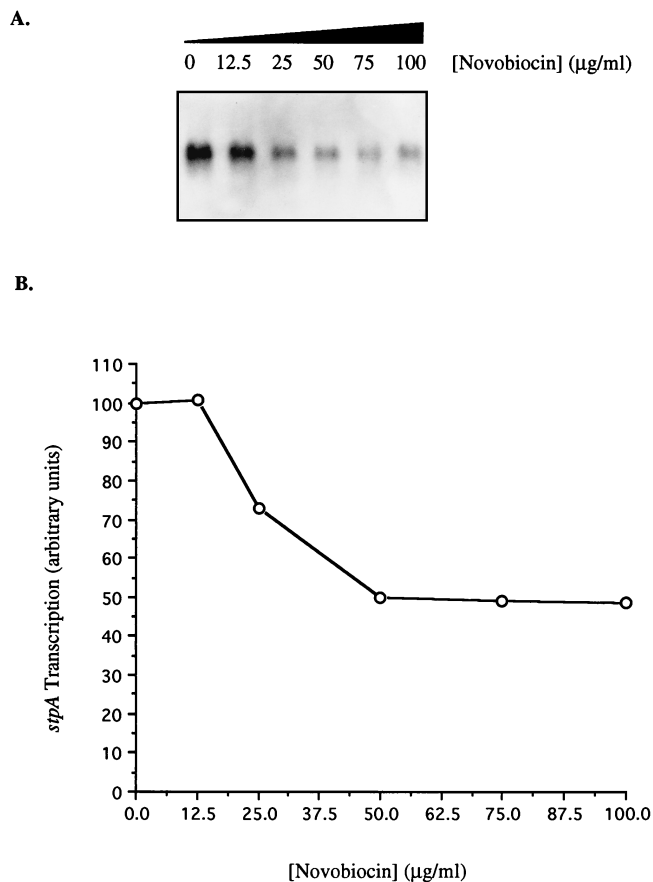 A.
0 12.5 25 50 75 100 [Novobiocin] (μg/ml)
B.
110
100
90
80
70
60
50
40
30
20
10
0
stpA Transcription (arbitrary units)
0.0 12.5 25.0 37.5 50.0 62.5 75.0 87.5 100.0
[Novobiocin] (μg/ml)